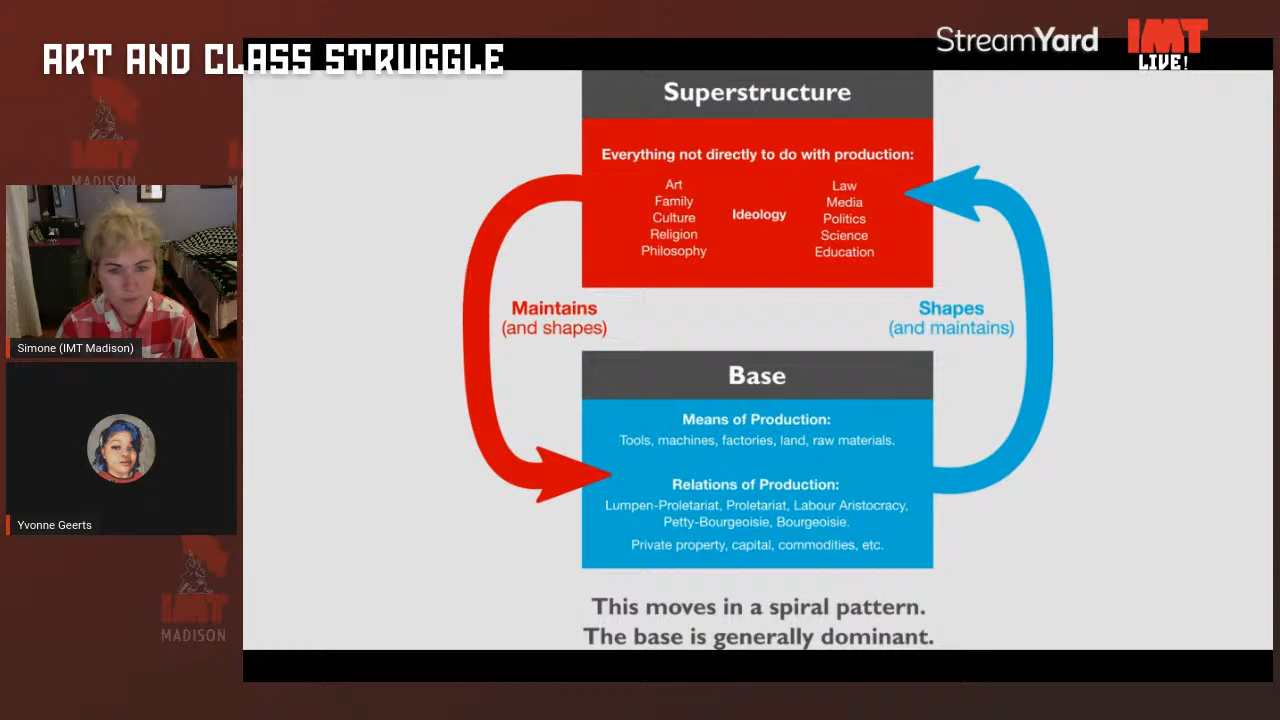 ART AND CLASS STRUGGLE
StreamYard
IMT
LIVE!
IMT
MADISON
Simone (IMT Madison)
Yvonne Geerts
IMT
MADISON
Superstructure
Everything not directly to do with production:
Art
Family
Culture
Religion
Philosophy
Ideology
Law
Media
Politics
Science
Education
Maintains
(and shapes)
Shapes
(and maintains)
Base
Means of Production:
Tools, machines, factories, land, raw materials.
Relations of Production:
Lumpen-Proletariat, Proletariat, Labour Aristocracy,
Petty-Bourgeoisie, Bourgeoisie.
Private property, capital, commodities, etc.
This moves in a spiral pattern.
The base is generally dominant.